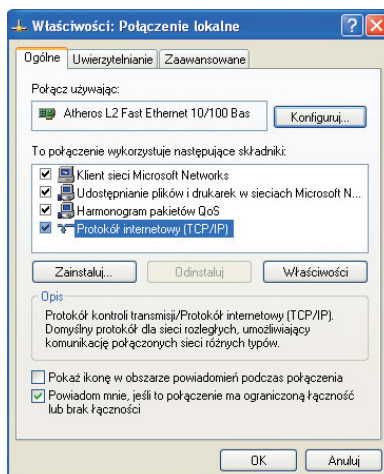 Właściwości: Połączenie lokalne
Ogólne Uwierzytelnianie Zaawansowane
Połącz używając:
Atheros L2 Fast Ethernet 10/100 Bas
Konfiguruj...
To połączenie wykorzystuje następujące składniki:
Klient sieci Microsoft Networks
Udostępnianie plików i drukarek w sieciach Microsoft N...
Harmonogram pakietów QoS
Protokół internetowy (TCP/IP)
Zainstaluj... Odinstaluj Właściwości
Opis
Protokół kontroli transmisji/Protokół internetowy (TCP/IP).
Domyślny protokół dla sieci rozległych, umożliwiający
komunikację połączonych sieci różnych typów.
Pokaż ikonę w obszarze powiadomień podczas połączenia
Powiadom mnie, jeśli to połączenie ma ograniczoną łączność
lub brak łączności
OK Anuluj